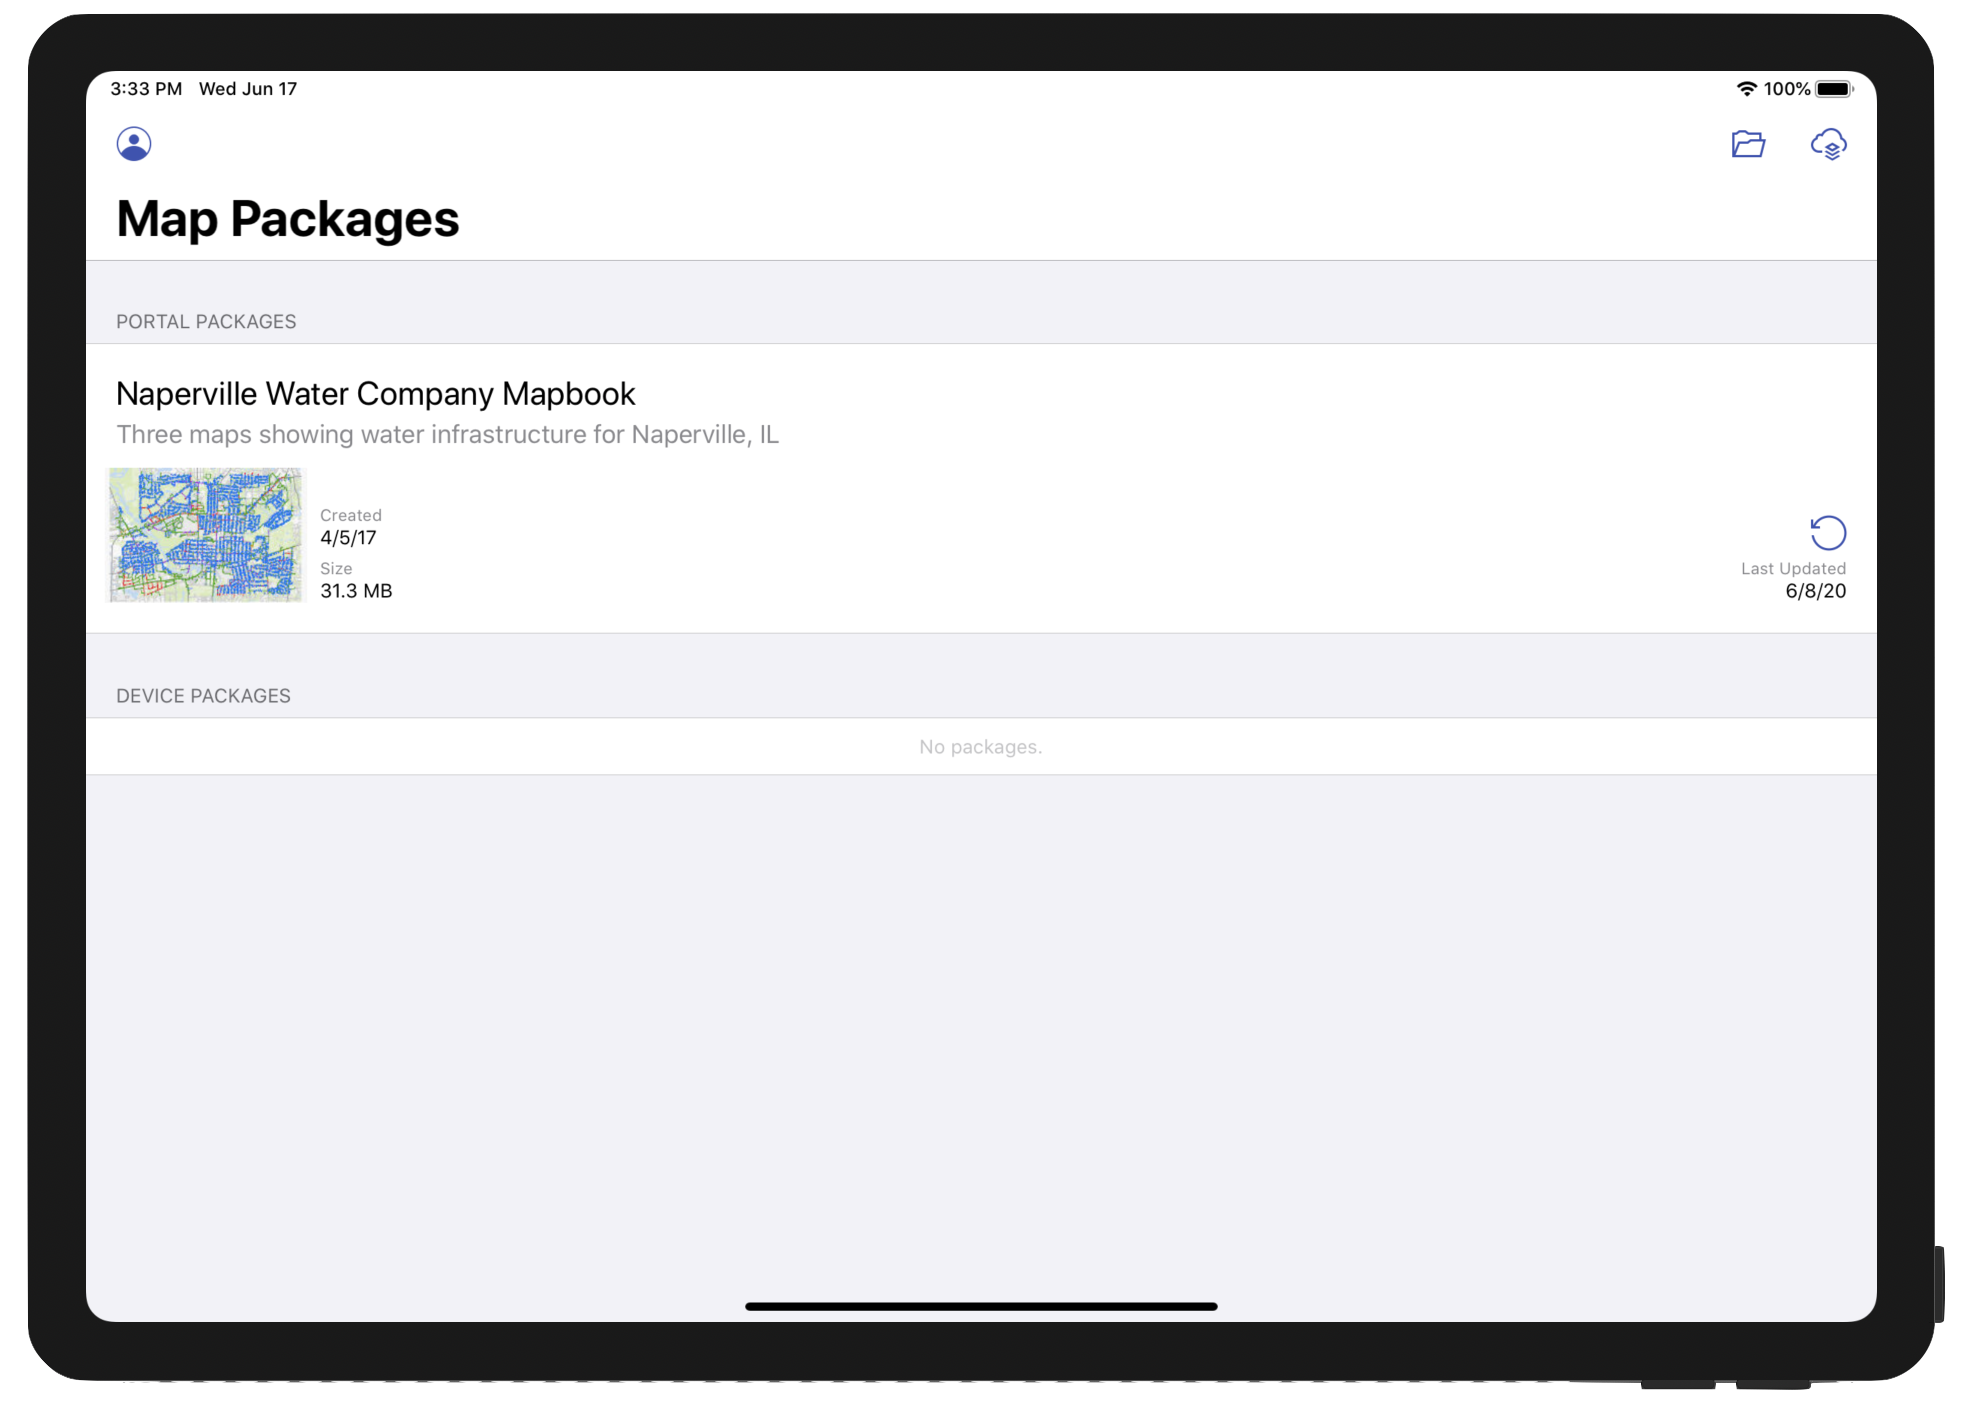 3:33 PM Wed Jun 17 100%
Map Packages
PORTAL PACKAGES
Naperville Water Company Mapbook
Three maps showing water infrastructure for Naperville, IL
Created
4/5/17
Size
31.3 MB
Last Updated
6/8/20
DEVICE PACKAGES
No packages.